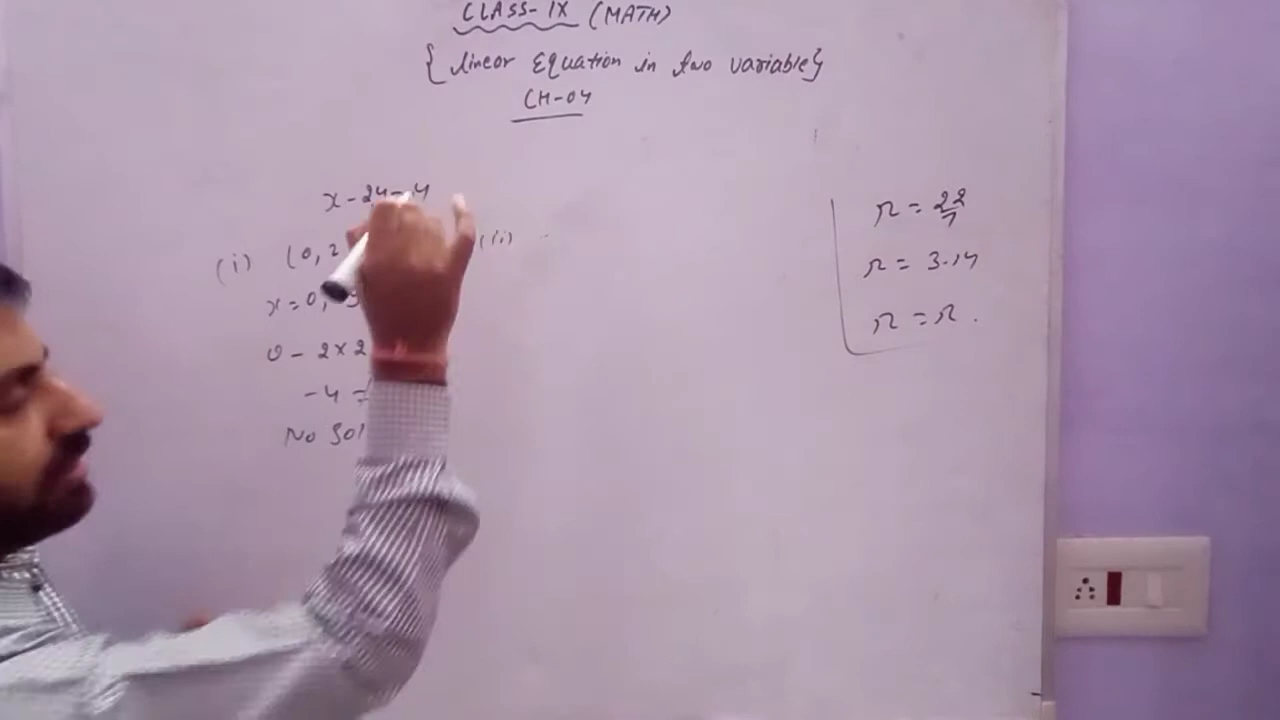 CLASS-IX (MATH)
{linear Equation in two variable}
CH-04
x-2y=4
(i) (0, 2
(ii)
x=0,
0 - 2×2
-4 =
No Sol
π = 22/7
π = 3.14
π = π.